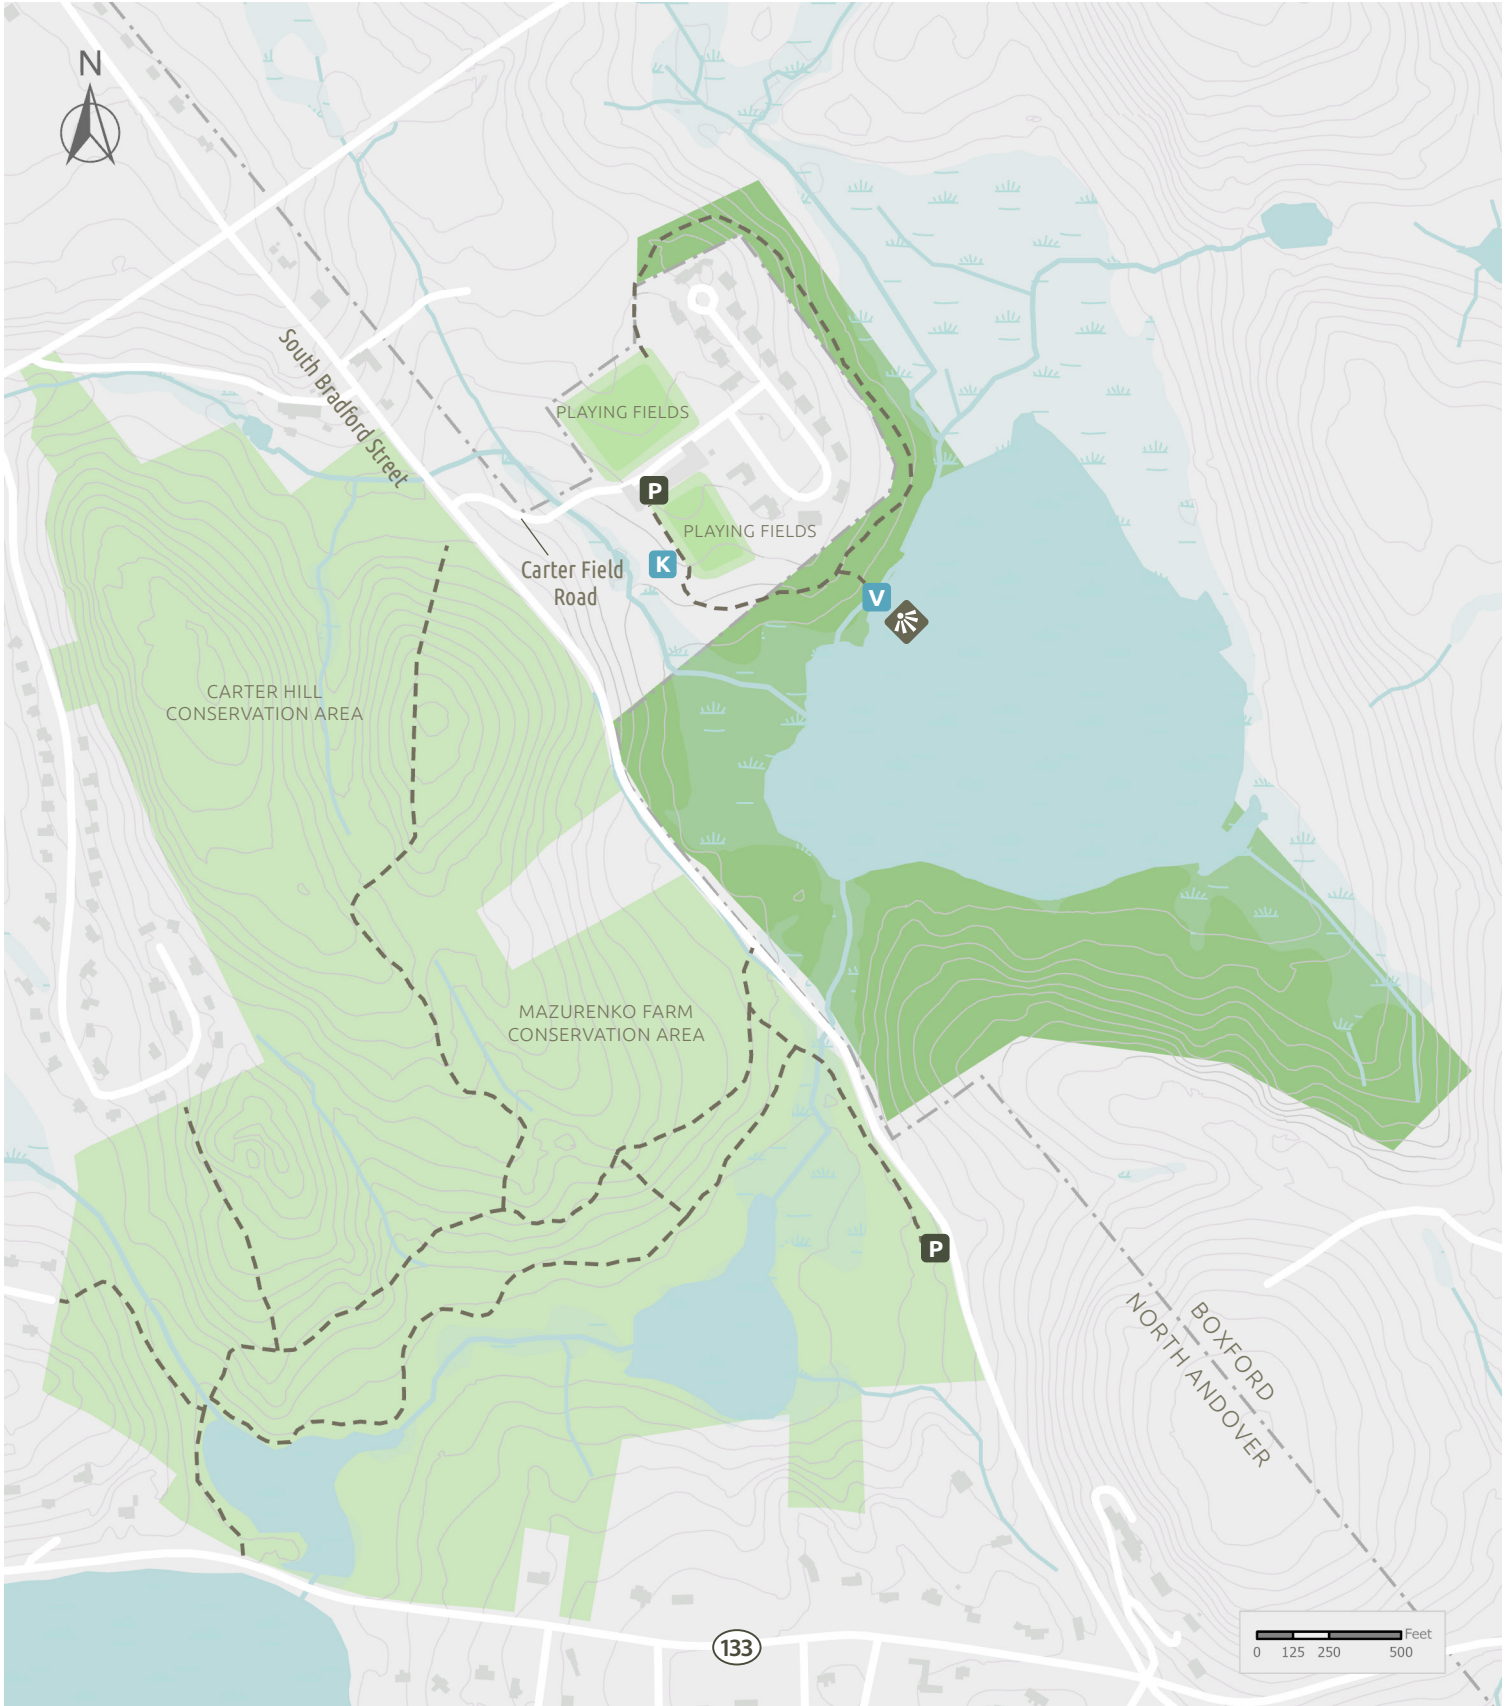 N
South Bradford Street
PLAYING FIELDS
P
PLAYING FIELDS
K
Carter Field
Road
V
CARTER HILL
CONSERVATION AREA
MAZURENKO FARM
CONSERVATION AREA
P
BOXFORD
NORTH ANDOVER
133
Feet
0 125 250 500